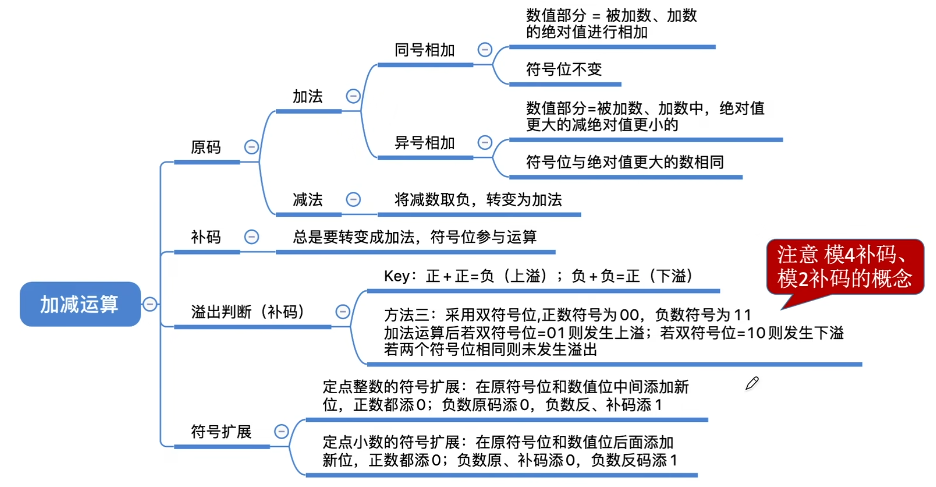 加减运算
原码
加法
同号相加
数值部分 = 被加数、加数
的绝对值进行相加
符号位不变
异号相加
数值部分=被加数、加数中，绝对值
更大的减绝对值更小的
符号位与绝对值更大的数相同
减法
将减数取负，转变为加法
补码
总是要转变成加法，符号位参与运算
溢出判断（补码）
Key：正＋正=负（上溢）；负＋负=正（下溢）
方法三：采用双符号位,正数符号为00，负数符号为11
加法运算后若双符号位=01则发生上溢；若双符号位=10则发生下溢
若两个符号位相同则未发生溢出
注意 模4补码、
模2补码的概念
符号扩展
定点整数的符号扩展：在原符号位和数值位中间添加新
位，正数都添0；负数原码添0，负数反、补码添1
定点小数的符号扩展：在原符号位和数值位后面添加
新位，正数都添0；负数原、补码添0，负数反码添1